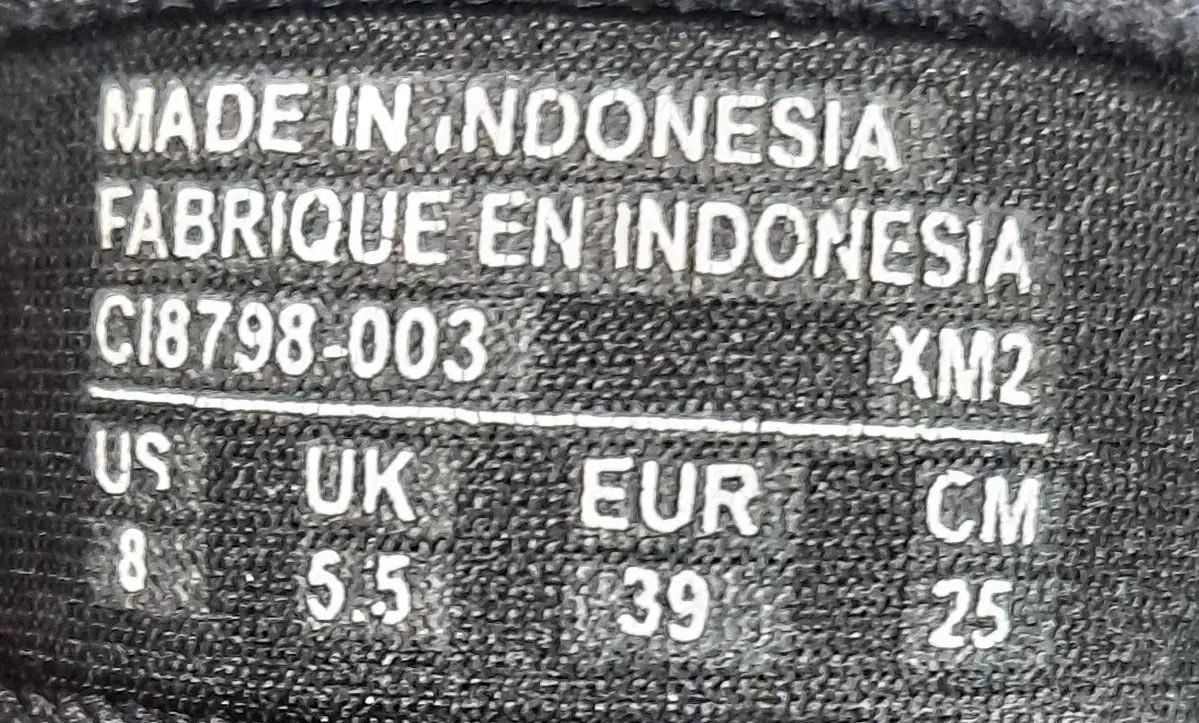 MADE IN INDONESIA
FABRIQUE EN INDONESIA
CI8798-003 XM2
US UK EUR CM
8 5.5 39 25